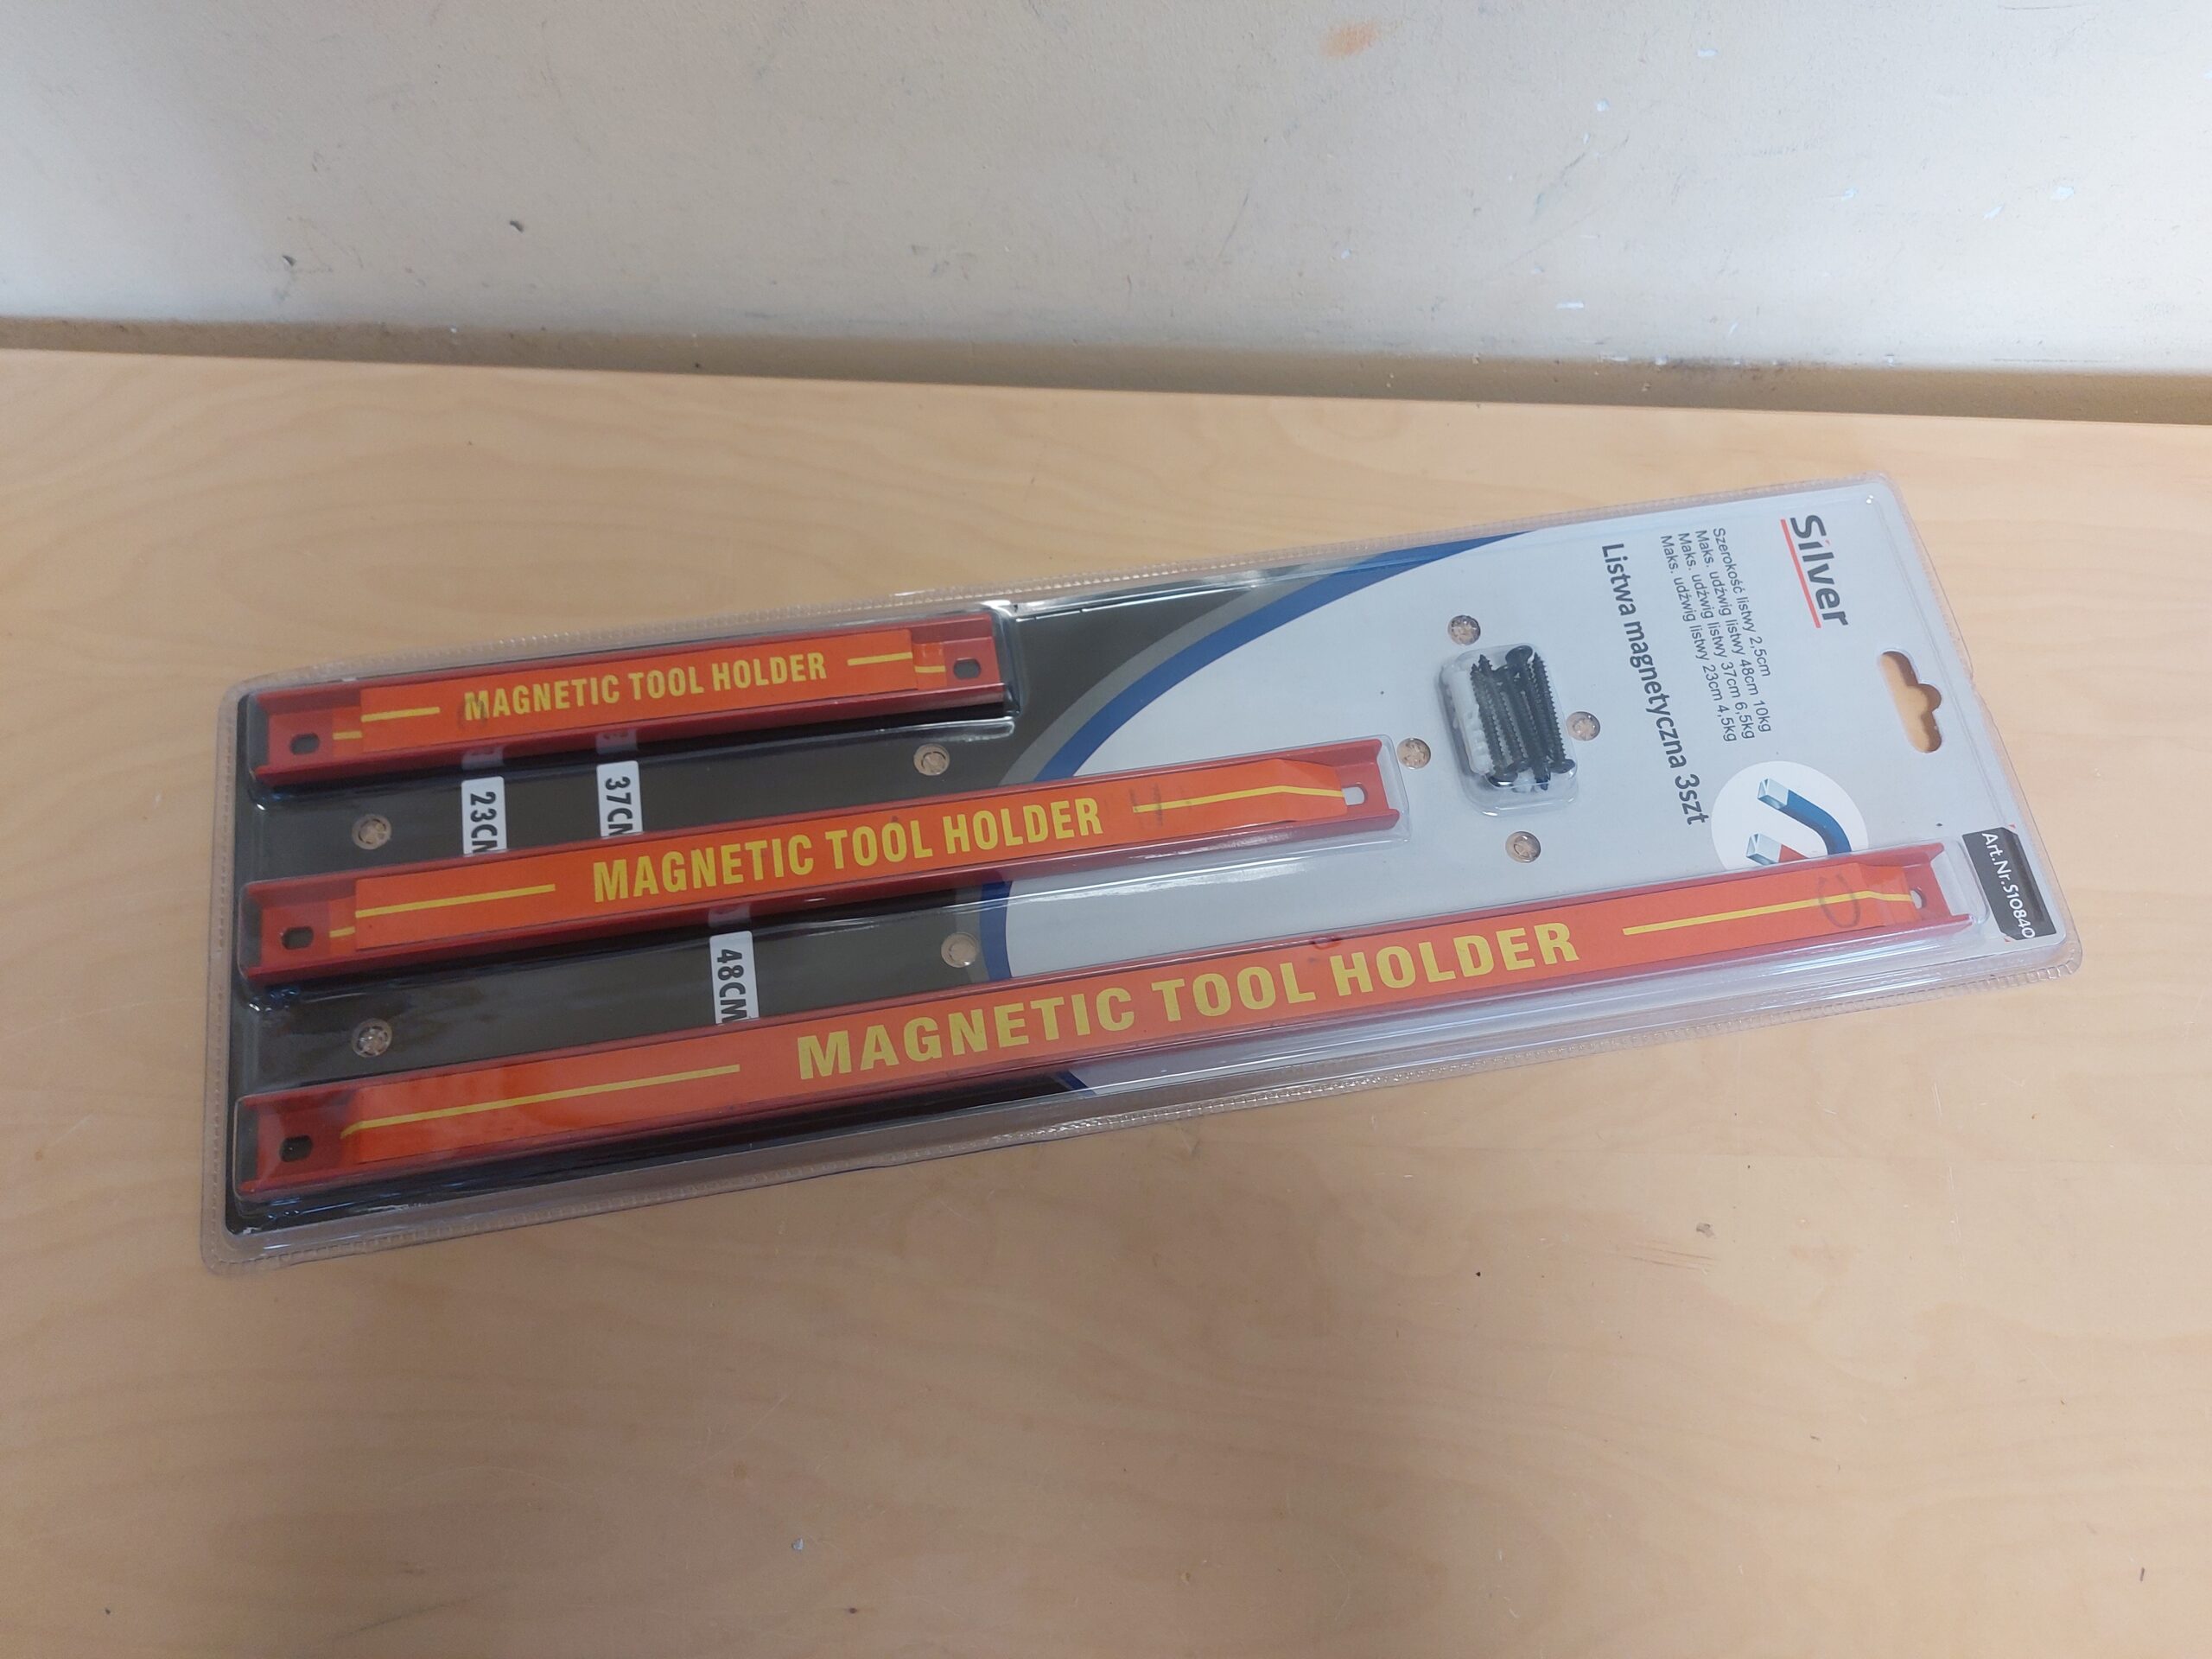 Silver
Szerokość listwy 2,5cm
Maks. udźwig listwy 48cm 10kg
Maks. udźwig listwy 37cm 6,5kg
Maks. udźwig listwy 23cm 4,5kg
Listwa magnetyczna 3szt
Art.Nr.S10840
MAGNETIC TOOL HOLDER
23CM
37CM
MAGNETIC TOOL HOLDER
48CM
MAGNETIC TOOL HOLDER